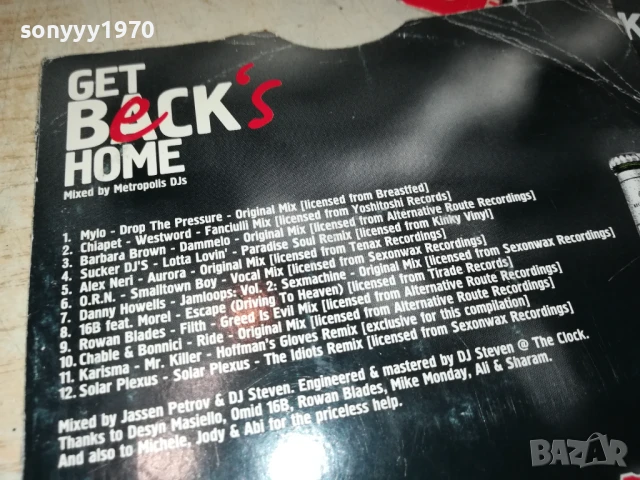 sonyyy1970
GET
BeCK's
HOME
Mixed by Metropolis DJs
1. Mylo - Drop The Pressure - Original Mix [licensed from Breastfed]
2. Chiapet - Westword - Fanciulli Mix [licensed from Yoshitoshi Records]
3. Barbara Brown - Dammelo - Original Mix [licensed from Alternative Route Recordings]
4. Sucker DJ'S - Lotta Lovin' - Paradise Soul Remix [licensed from Kinky Vinyl]
5. Alex Neri - Aurora - Original Mix [licensed from Tenax Recordings]
6. O.R.N. - Smalltown Boy - Vocal Mix [licensed from Sexonwax Recordings]
7. Danny Howells - Jamloops: Vol. 2: Sexmachine - Original Mix [licensed from Sexonwax Recordings]
8. 16B feat. Morel - Escape (Driving To Heaven) [licensed from Tirade Records]
9. Rowan Blades - Filth - Greed Is Evil Mix [licensed from Alternative Route Recordings]
10. Chable & Bonnici - Ride - Original Mix [licensed from Alternative Route Recordings]
11. Karisma - Mr. Killer - Hoffman's Gloves Remix [exclusive for this compilation]
12. Solar Plexus - Solar Plexus - The Idiots Remix [licensed from Sexonwax Recordings]
Mixed by Jassen Petrov & DJ Steven. Engineered & mastered by DJ Steven @ The Clock.
Thanks to Desyn Masiello, Omid 16B, Rowan Blades, Mike Monday, Ali & Sharam.
And also to Michele, Jody & Abi for the priceless help.
BAZAR